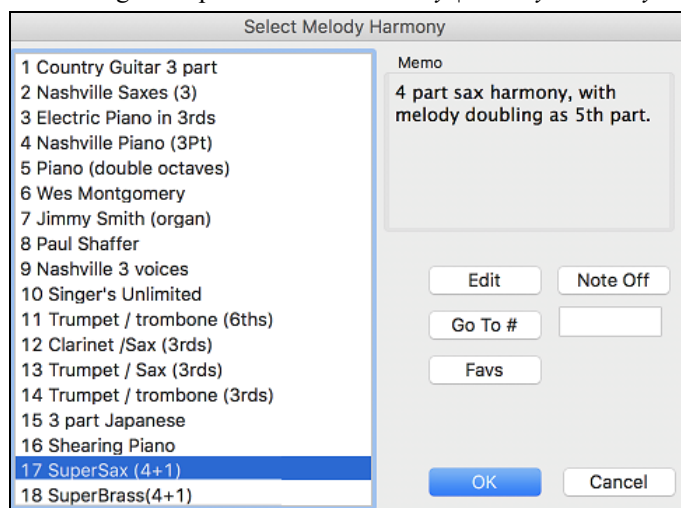 Select Melody Harmony
1 Country Guitar 3 part
2 Nashville Saxes (3)
3 Electric Piano in 3rds
4 Nashville Piano (3Pt)
5 Piano (double octaves)
6 Wes Montgomery
7 Jimmy Smith (organ)
8 Paul Shaffer
9 Nashville 3 voices
10 Singer's Unlimited
11 Trumpet / trombone (6ths)
12 Clarinet /Sax (3rds)
13 Trumpet / Sax (3rds)
14 Trumpet / trombone (3rds)
15 3 part Japanese
16 Shearing Piano
17 SuperSax (4+1)
18 SuperBrass(4+1)
Memo
4 part sax harmony, with
melody doubling as 5th part.
Edit
Note Off
Go To #
Favs
OK
Cancel